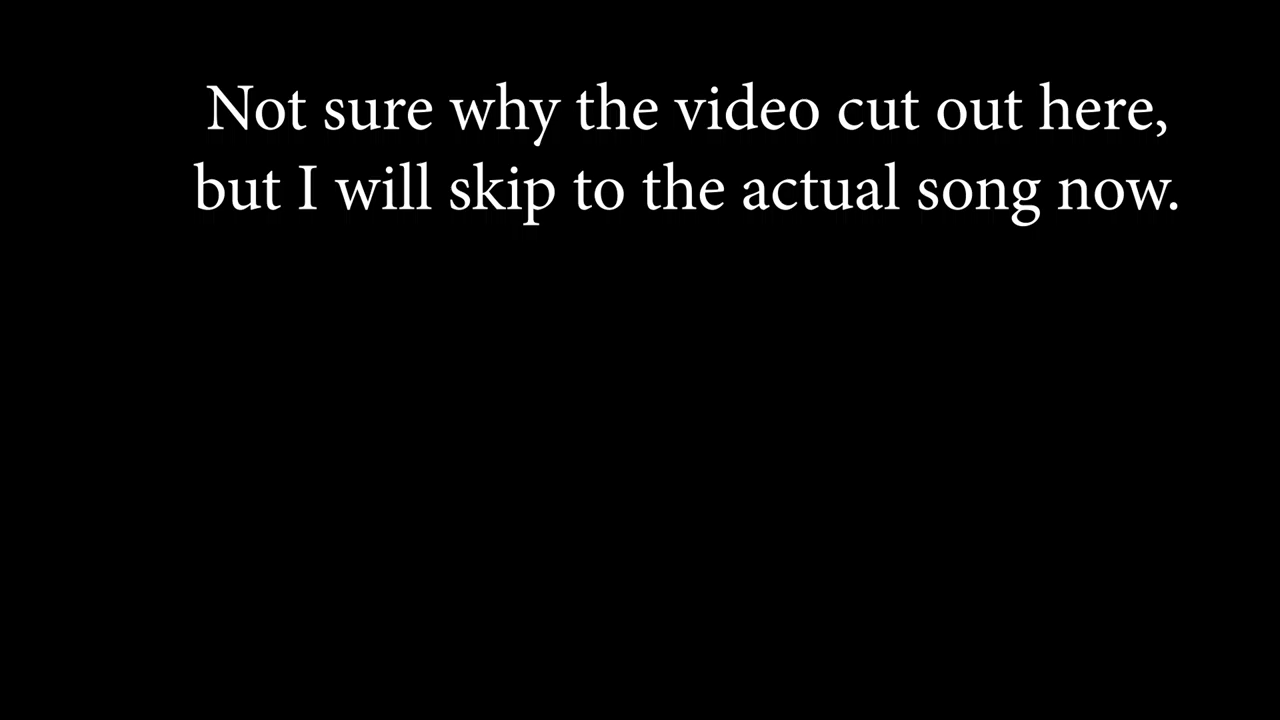 Not sure why the video cut out here,
but I will skip to the actual song now.